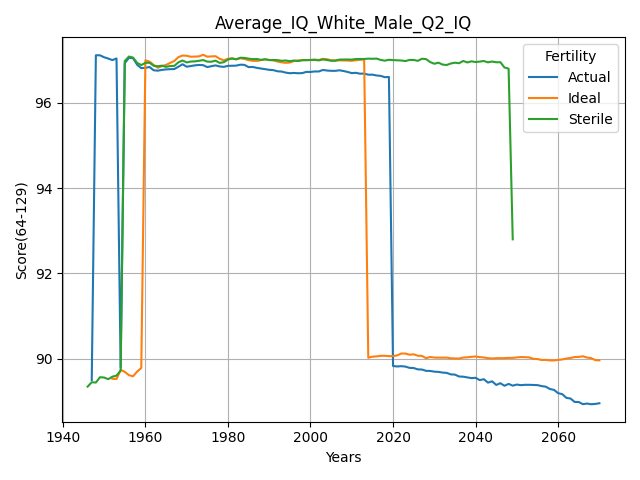 Average_IQ_White_Male_Q2_IQ
Score(64-129)
96
94
92
90
1940
1960
1980
2000
2020
2040
2060
Years
Fertility
Actual
Ideal
Sterile